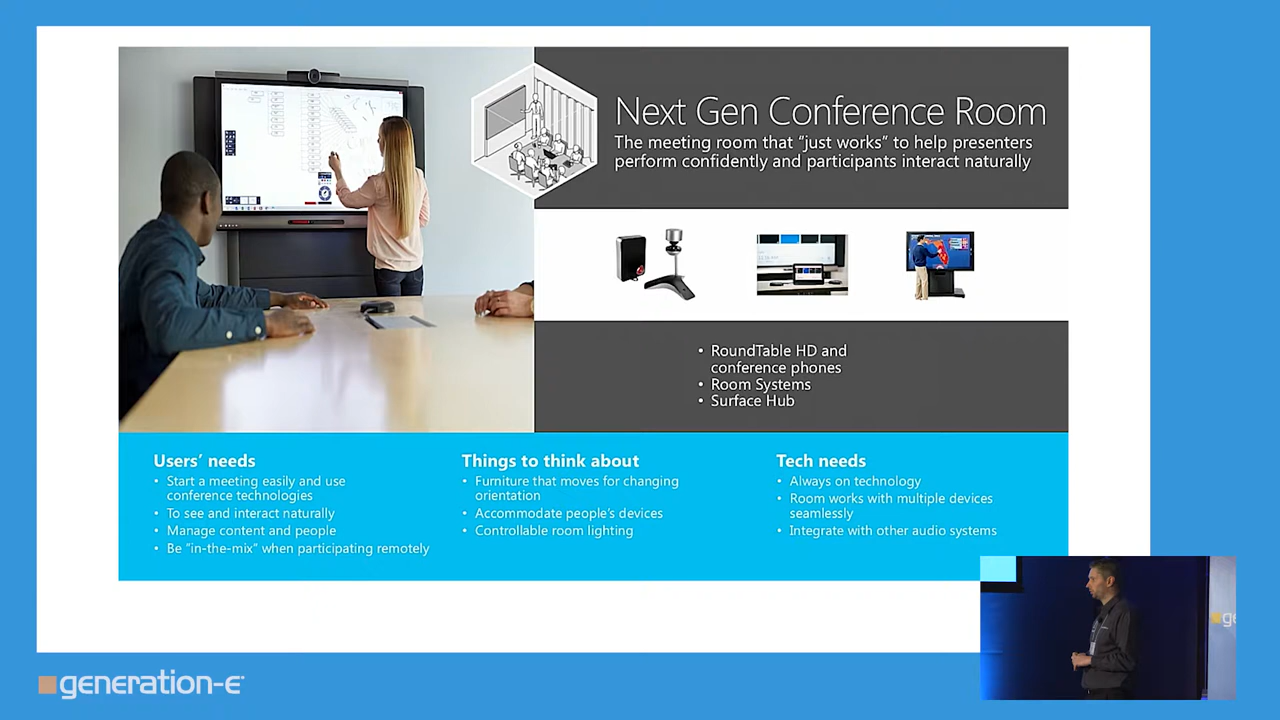 Next Gen Conference Room
The meeting room that “just works” to help presenters
perform confidently and participants interact naturally
• RoundTable HD and
conference phones
• Room Systems
• Surface Hub
Users’ needs
• Start a meeting easily and use
conference technologies
• To see and interact naturally
• Manage content and people
• Be “in-the-mix” when participating remotely
Things to think about
• Furniture that moves for changing
orientation
• Accommodate people’s devices
• Controllable room lighting
Tech needs
• Always on technology
• Room works with multiple devices
seamlessly
• Integrate with other audio systems
generation-e